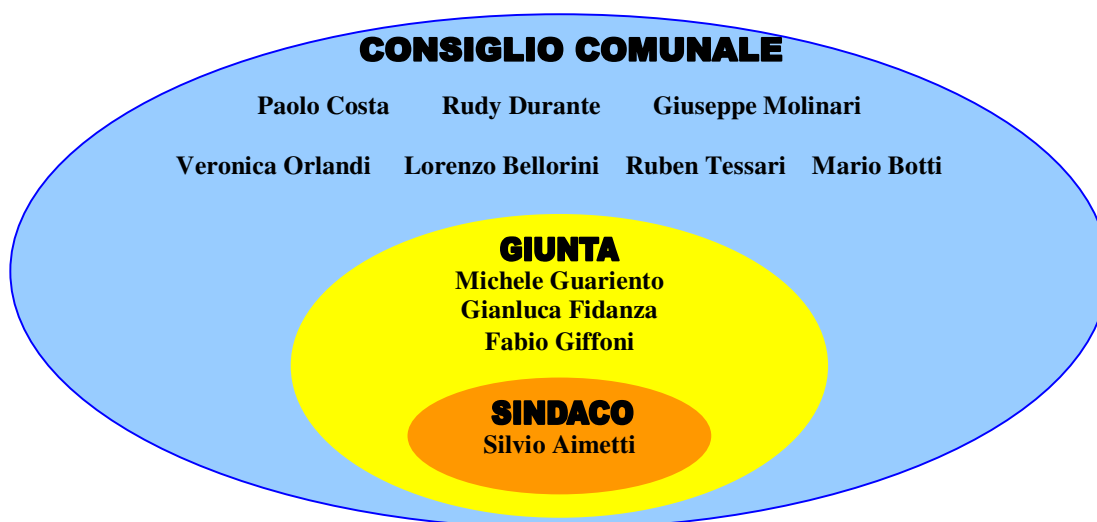 CONSIGLIO COMUNALE
Paolo Costa Rudy Durante Giuseppe Molinari
Veronica Orlandi Lorenzo Bellorini Ruben Tessari Mario Botti
GIUNTA
Michele Guariento
Gianluca Fidanza
Fabio Giffoni
SINDACO
Silvio Aimetti